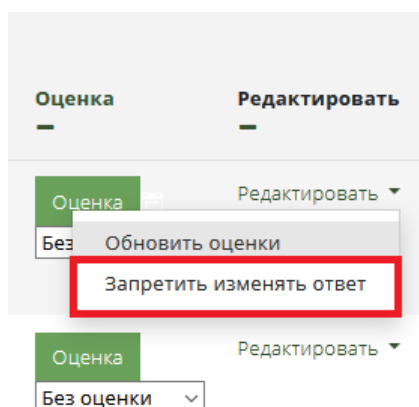 Оценка Редактировать
Оценка Редактировать
Без
Обновить оценки
Запретить изменять ответ
Оценка Редактировать
Без оценки